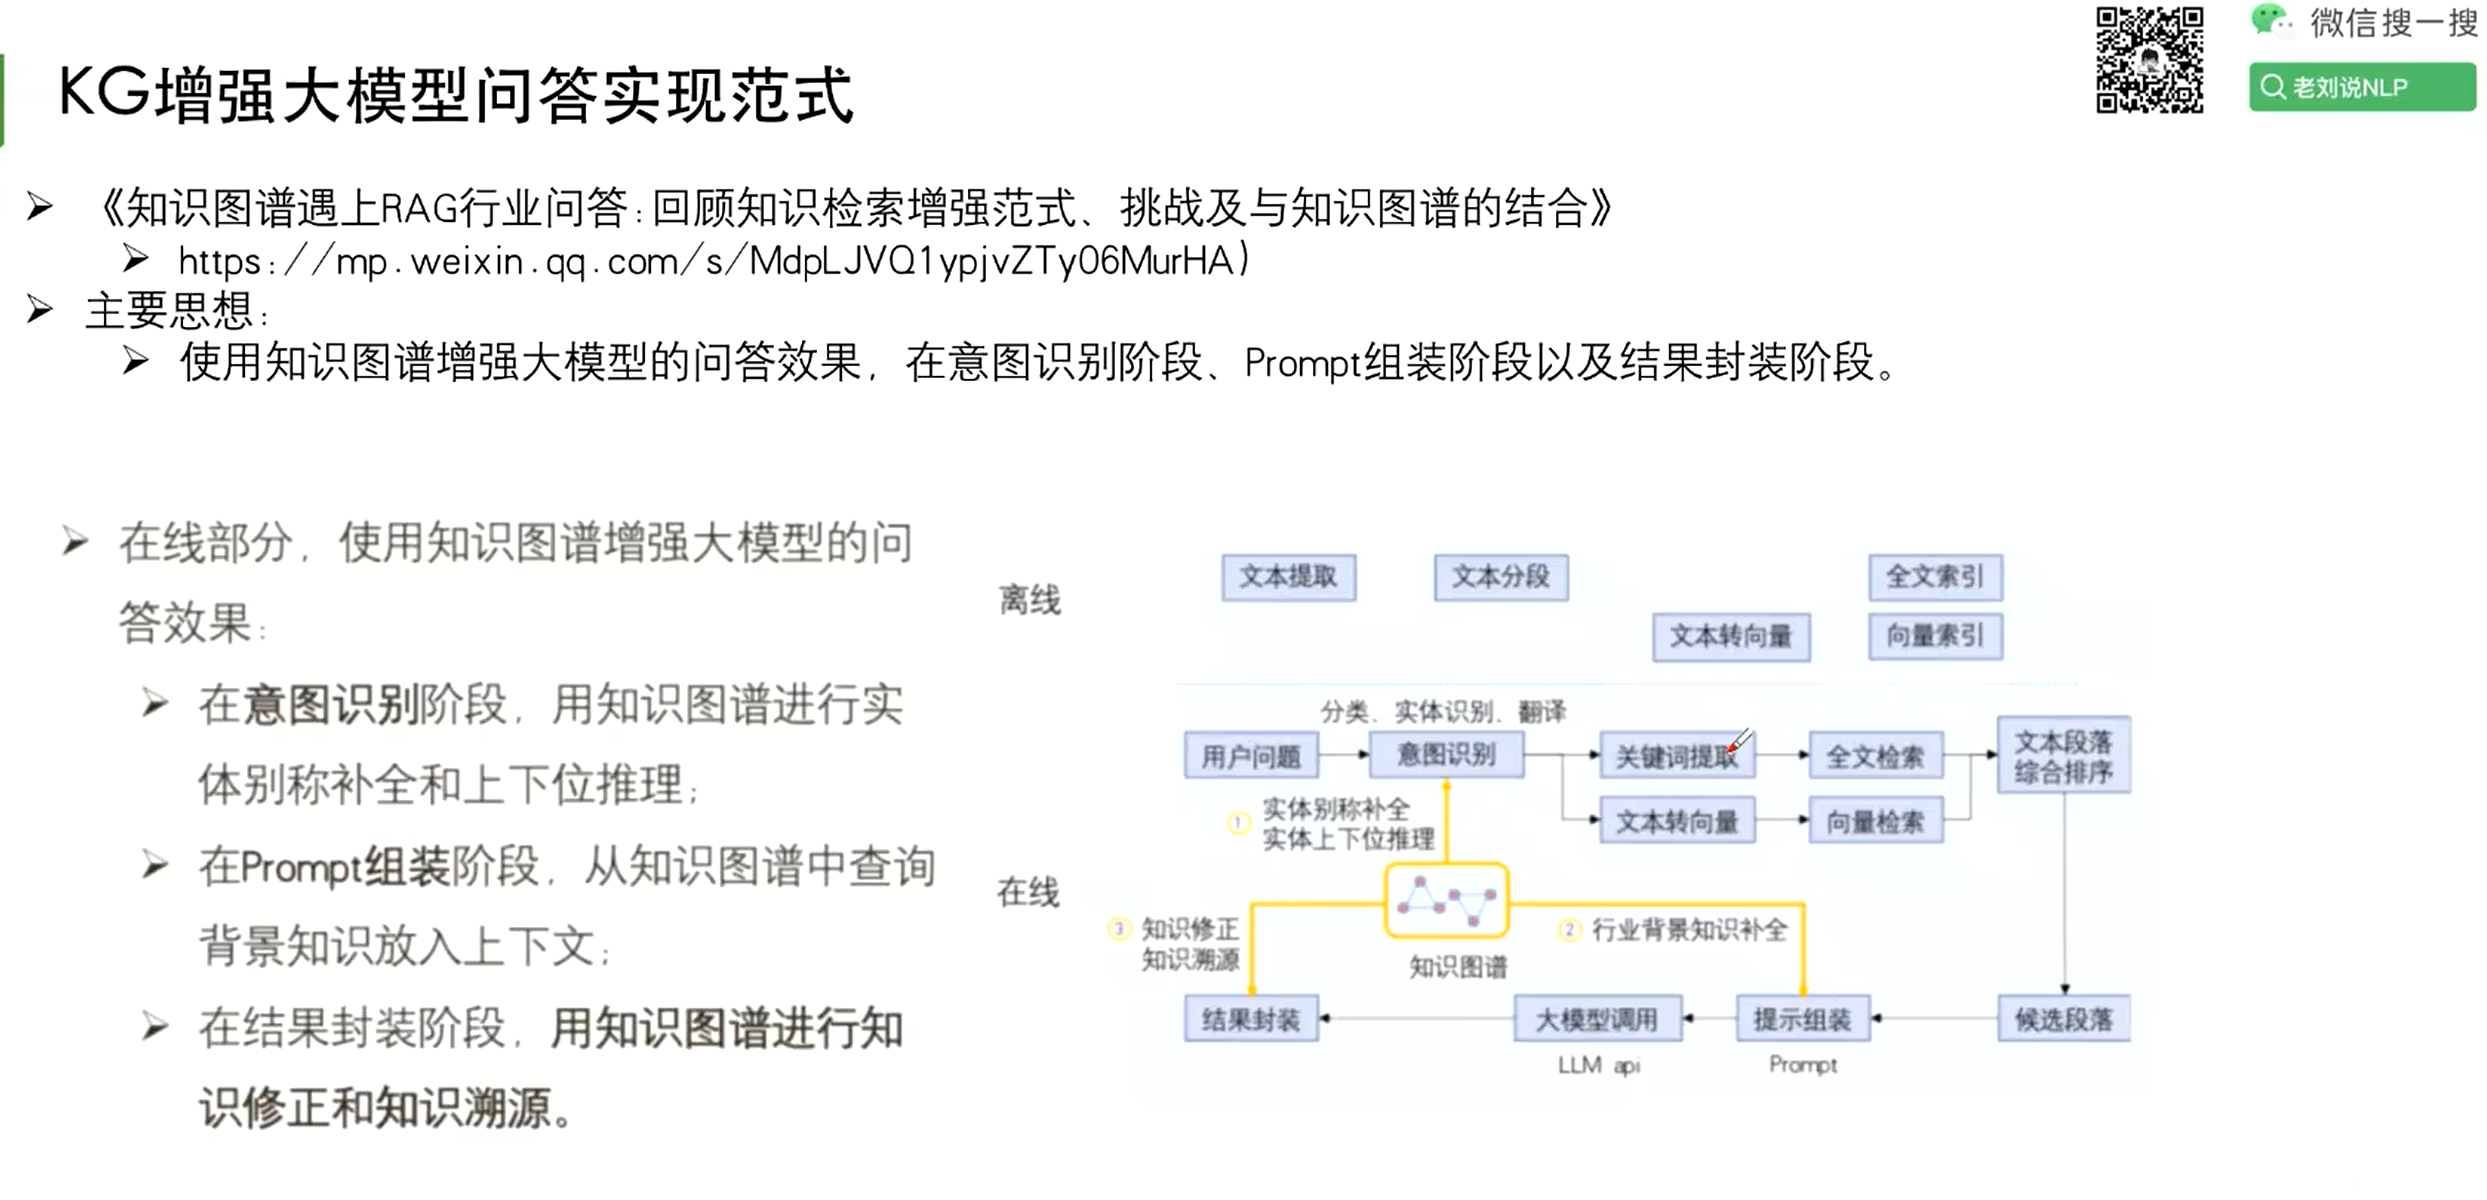 微信搜一搜
老刘说NLP
KG增强大模型问答实现范式
《知识图谱遇上RAG行业问答:回顾知识检索增强范式、挑战及与知识图谱的结合》
https://mp.weixin.qq.com/s/MdpLJVQ1ypjvZTy06MurHA)
主要思想:
使用知识图谱增强大模型的问答效果,在意图识别阶段、Prompt组装阶段以及结果封装阶段。
在线部分,使用知识图谱增强大模型的问
答效果:
在意图识别阶段,用知识图谱进行实
体别称补全和上下位推理;
在Prompt组装阶段,从知识图谱中查询
背景知识放入上下文;
在结果封装阶段,用知识图谱进行知
识修正和知识溯源。
离线
文本提取
文本分段
全文索引
文本转向量
向量索引
分类、实体识别、翻译
用户问题
意图识别
关键词提取
全文检索
文本段落
综合排序
文本转向量
向量检索
① 实体别称补全
实体上下位推理
在线
③ 知识修正
知识溯源
② 行业背景知识补全
知识图谱
结果封装
大模型调用
提示组装
候选段落
LLM api
Prompt